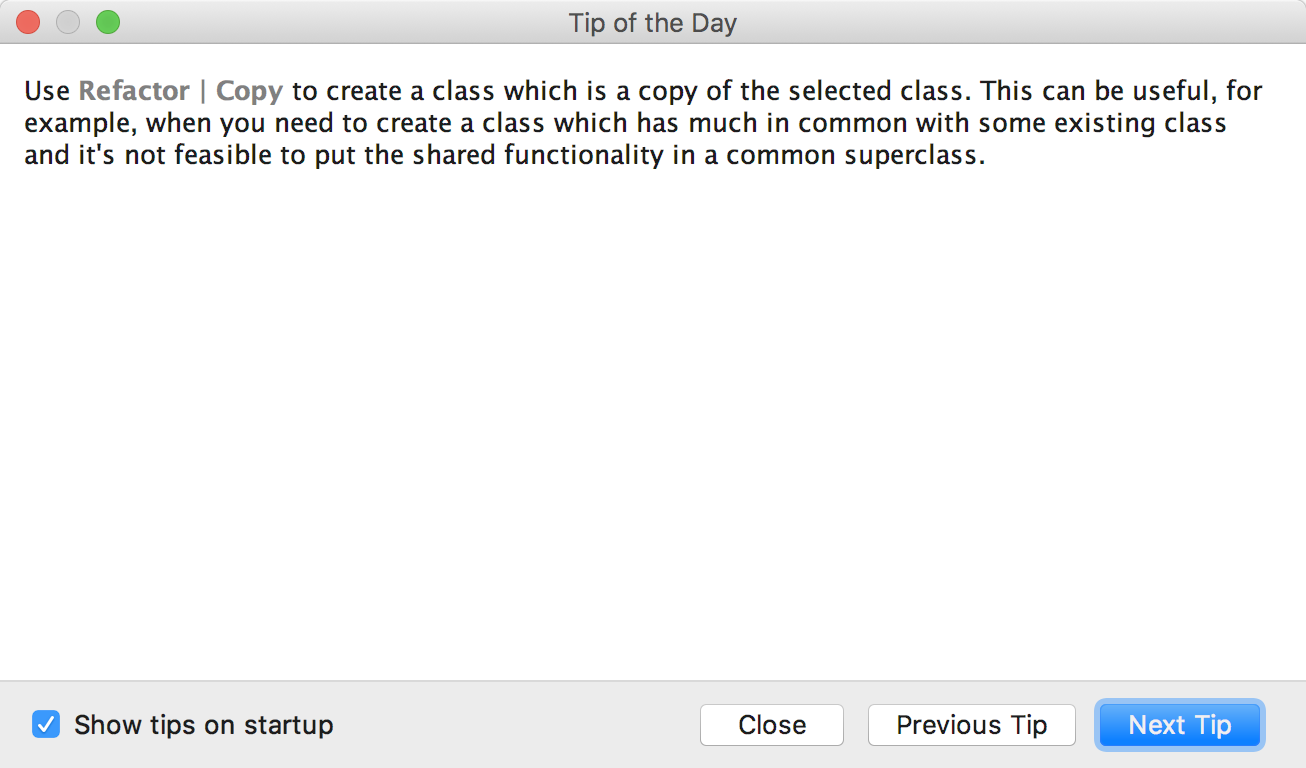 Tip of the Day
Use Refactor | Copy to create a class which is a copy of the selected class. This can be useful, for
example, when you need to create a class which has much in common with some existing class
and it's not feasible to put the shared functionality in a common superclass.
Show tips on startup
Close
Previous Tip
Next Tip